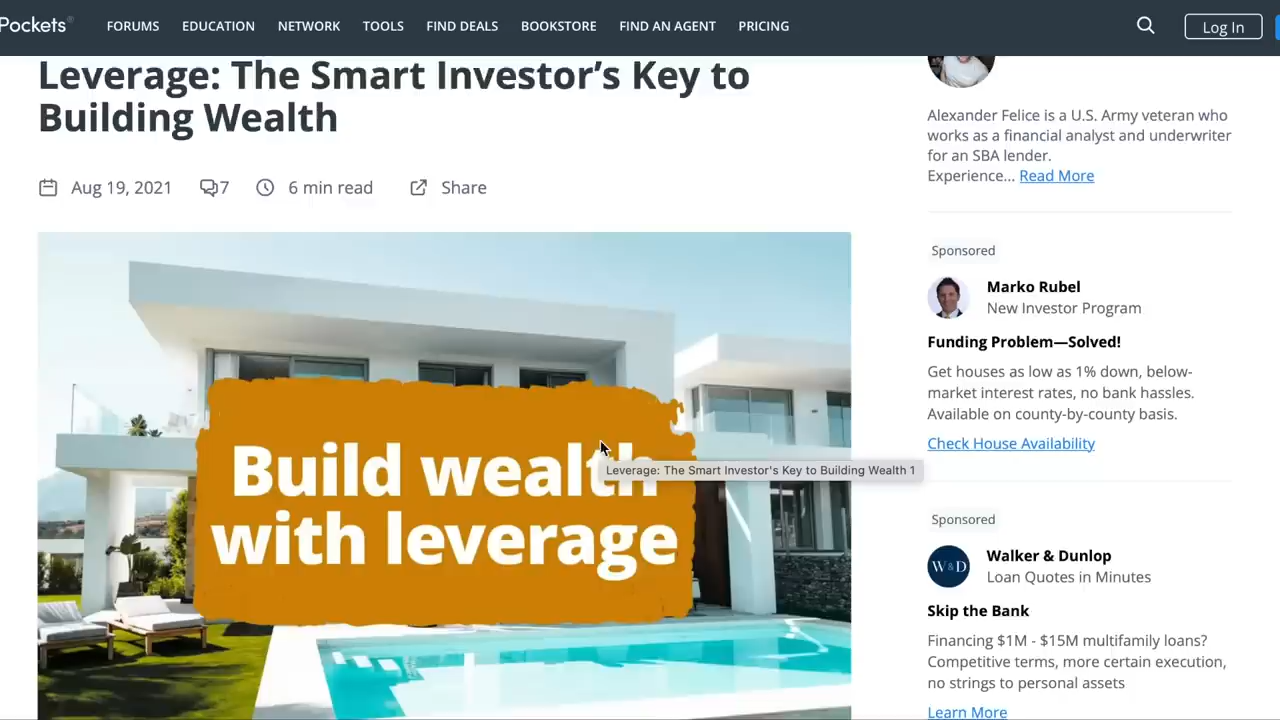 Pockets®
FORUMS
EDUCATION
NETWORK
TOOLS
FIND DEALS
BOOKSTORE
FIND AN AGENT
PRICING
Log In
Leverage: The Smart Investor’s Key to
Building Wealth
Aug 19, 2021
7
6 min read
Share
Build wealth
with leverage
Leverage: The Smart Investor's Key to Building Wealth 1
Alexander Felice is a U.S. Army veteran who
works as a financial analyst and underwriter
for an SBA lender.
Experience... Read More
Sponsored
Marko Rubel
New Investor Program
Funding Problem—Solved!
Get houses as low as 1% down, below-
market interest rates, no bank hassles.
Available on county-by-county basis.
Check House Availability
Sponsored
W&D
Walker & Dunlop
Loan Quotes in Minutes
Skip the Bank
Financing $1M - $15M multifamily loans?
Competitive terms, more certain execution,
no strings to personal assets
Learn More